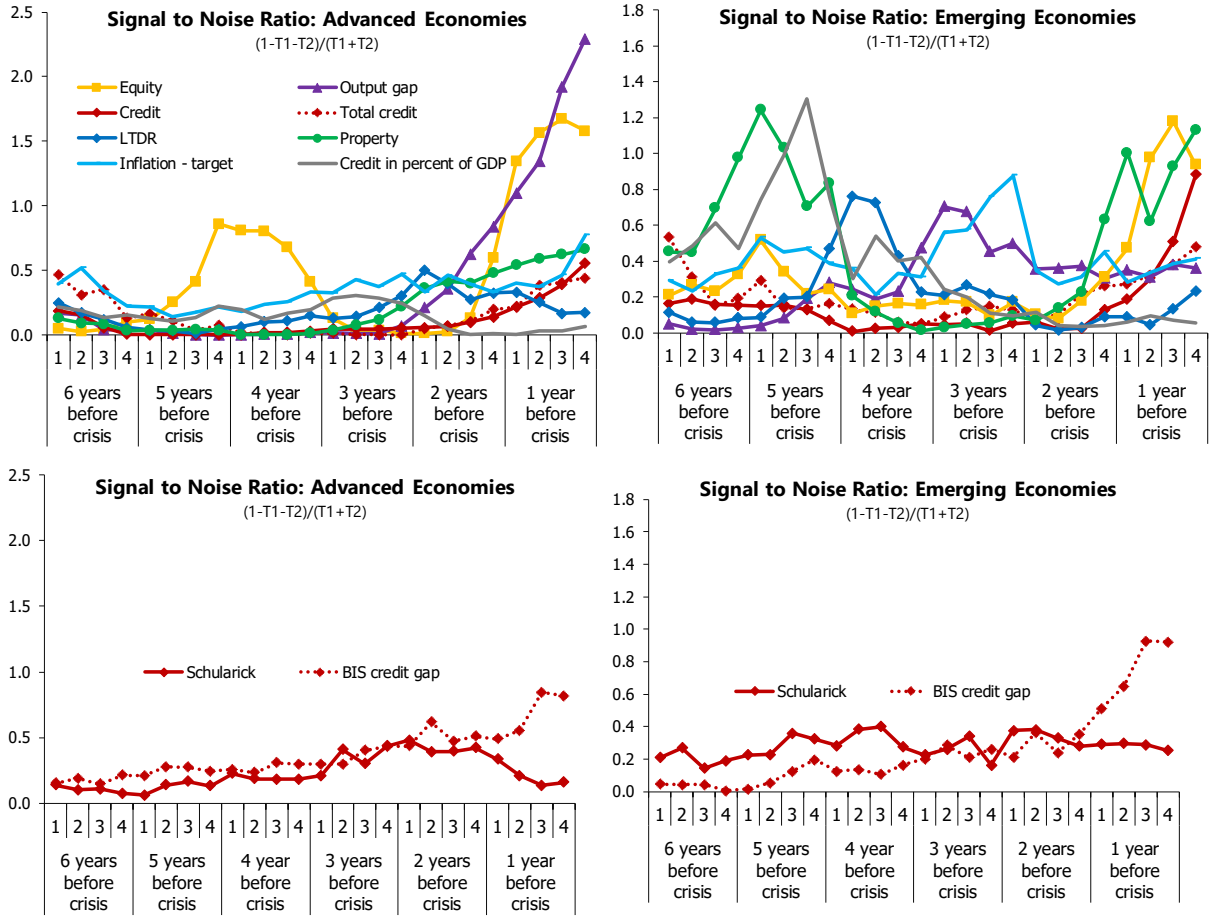 Signal to Noise Ratio: Advanced Economies
(1-T1-T2)/(T1+T2)
2.5
2.0
1.5
1.0
0.5
0.0
Equity
Output gap
Credit
Total credit
LTDR
Property
Inflation - target
Credit in percent of GDP
1 2 3 4 1 2 3 4 1 2 3 4 1 2 3 4 1 2 3 4 1 2 3 4
6 years 5 years 4 year 3 years 2 years 1 year
before before before before before before
crisis crisis crisis crisis crisis crisis
Signal to Noise Ratio: Emerging Economies
(1-T1-T2)/(T1+T2)
1.8
1.6
1.4
1.2
1.0
0.8
0.6
0.4
0.2
0.0
1 2 3 4 1 2 3 4 1 2 3 4 1 2 3 4 1 2 3 4 1 2 3 4
6 years 5 years 4 year 3 years 2 years 1 year
before before before before before before
crisis crisis crisis crisis crisis crisis
Signal to Noise Ratio: Advanced Economies
(1-T1-T2)/(T1+T2)
2.5
2.0
1.5
1.0
0.5
0.0
Schularick
BIS credit gap
1 2 3 4 1 2 3 4 1 2 3 4 1 2 3 4 1 2 3 4 1 2 3 4
6 years 5 years 4 year 3 years 2 years 1 year
before before before before before before
crisis crisis crisis crisis crisis crisis
Signal to Noise Ratio: Emerging Economies
(1-T1-T2)/(T1+T2)
1.8
1.6
1.4
1.2
1.0
0.8
0.6
0.4
0.2
0.0
Schularick
BIS credit gap
1 2 3 4 1 2 3 4 1 2 3 4 1 2 3 4 1 2 3 4 1 2 3 4
6 years 5 years 4 year 3 years 2 years 1 year
before before before before before before
crisis crisis crisis crisis crisis crisis